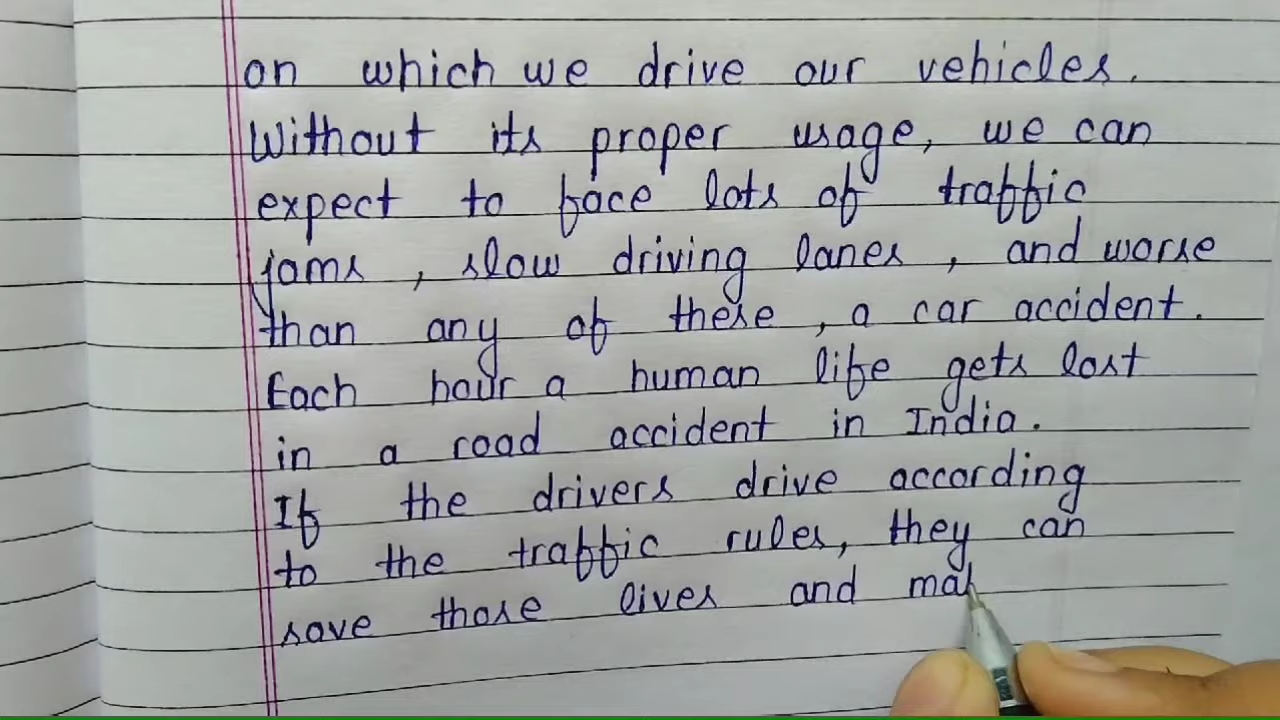 on which we drive our vehicles.
Without its proper usage, we can
expect to face lots of traffic
jams, slow driving lanes, and worse
than any of these, a car accident.
Each hour a human life gets lost
in a road accident in India.
If the drivers drive according
to the traffic rules, they can
save those lives and